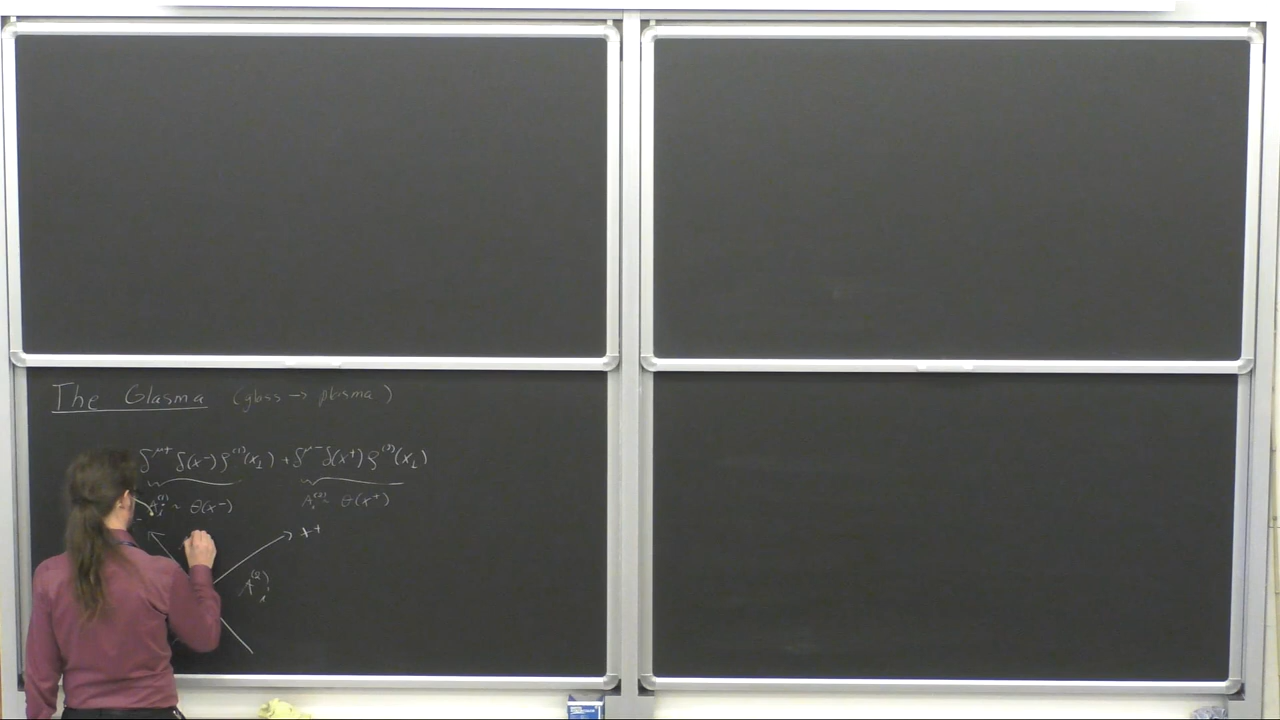 The Glasma (glass → plasma)
δ^{μ+} δ(x^-) ρ^{(1)}(x_⊥) + δ^{μ-} δ(x^+) ρ^{(2)}(x_⊥)
A_i^{(1)} ~ θ(x^-) A_i^{(2)} ~ θ(x^+)
x^+
A_i^{(2)}